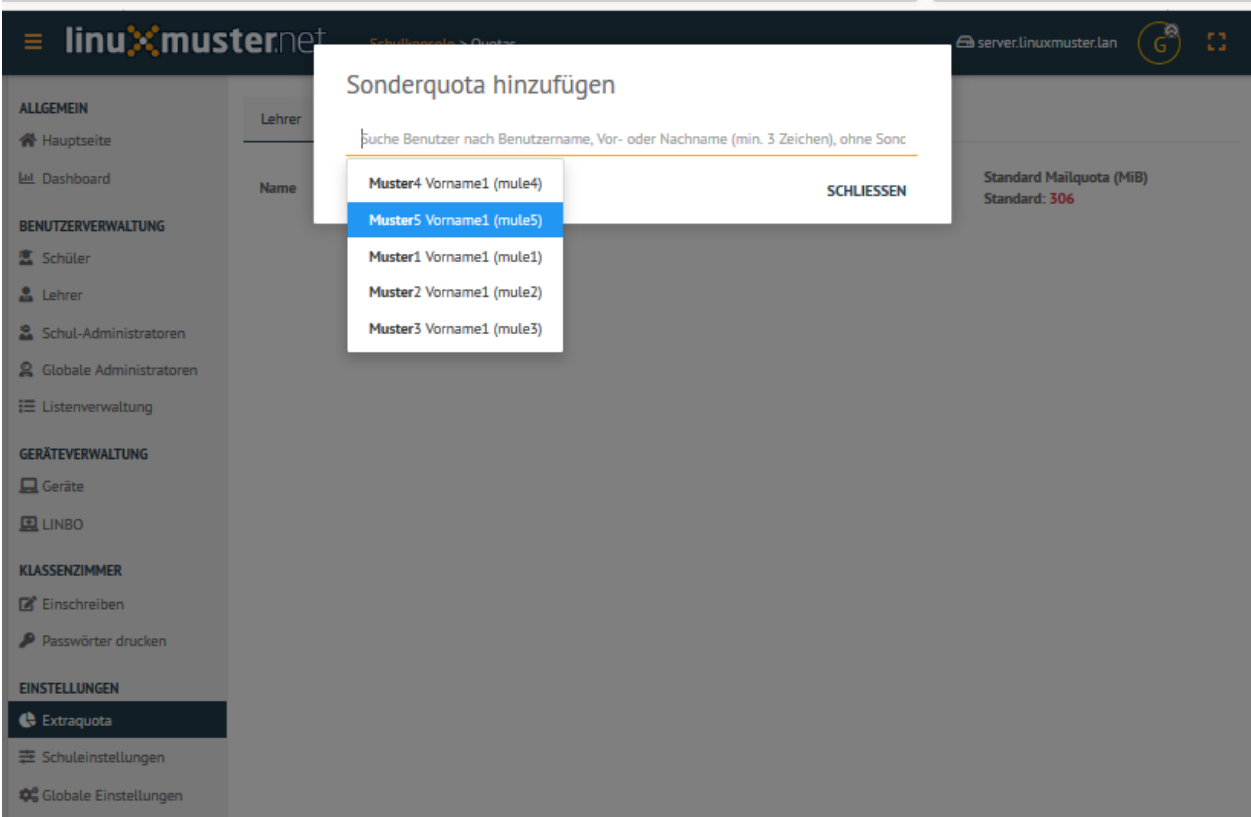 linuxmuster.net
Schulkonsole > Quotas
server.linuxmuster.lan
G
Sonderquota hinzufügen
Suche Benutzer nach Benutzername, Vor- oder Nachname (min. 3 Zeichen), ohne Sond
Muster4 Vorname1 (mule4)
Muster5 Vorname1 (mule5)
Muster1 Vorname1 (mule1)
Muster2 Vorname1 (mule2)
Muster3 Vorname1 (mule3)
SCHLIESSEN
ALLGEMEIN
Hauptseite
Dashboard
BENUTZERVERWALTUNG
Schüler
Lehrer
Schul-Administratoren
Globale Administratoren
Listenverwaltung
GERÄTEVERWALTUNG
Geräte
LINBO
KLASSENZIMMER
Einschreiben
Passwörter drucken
EINSTELLUNGEN
Extraquota
Schuleinstellungen
Globale Einstellungen
Lehrer
Name
Standard Mailquota (MiB)
Standard: 306